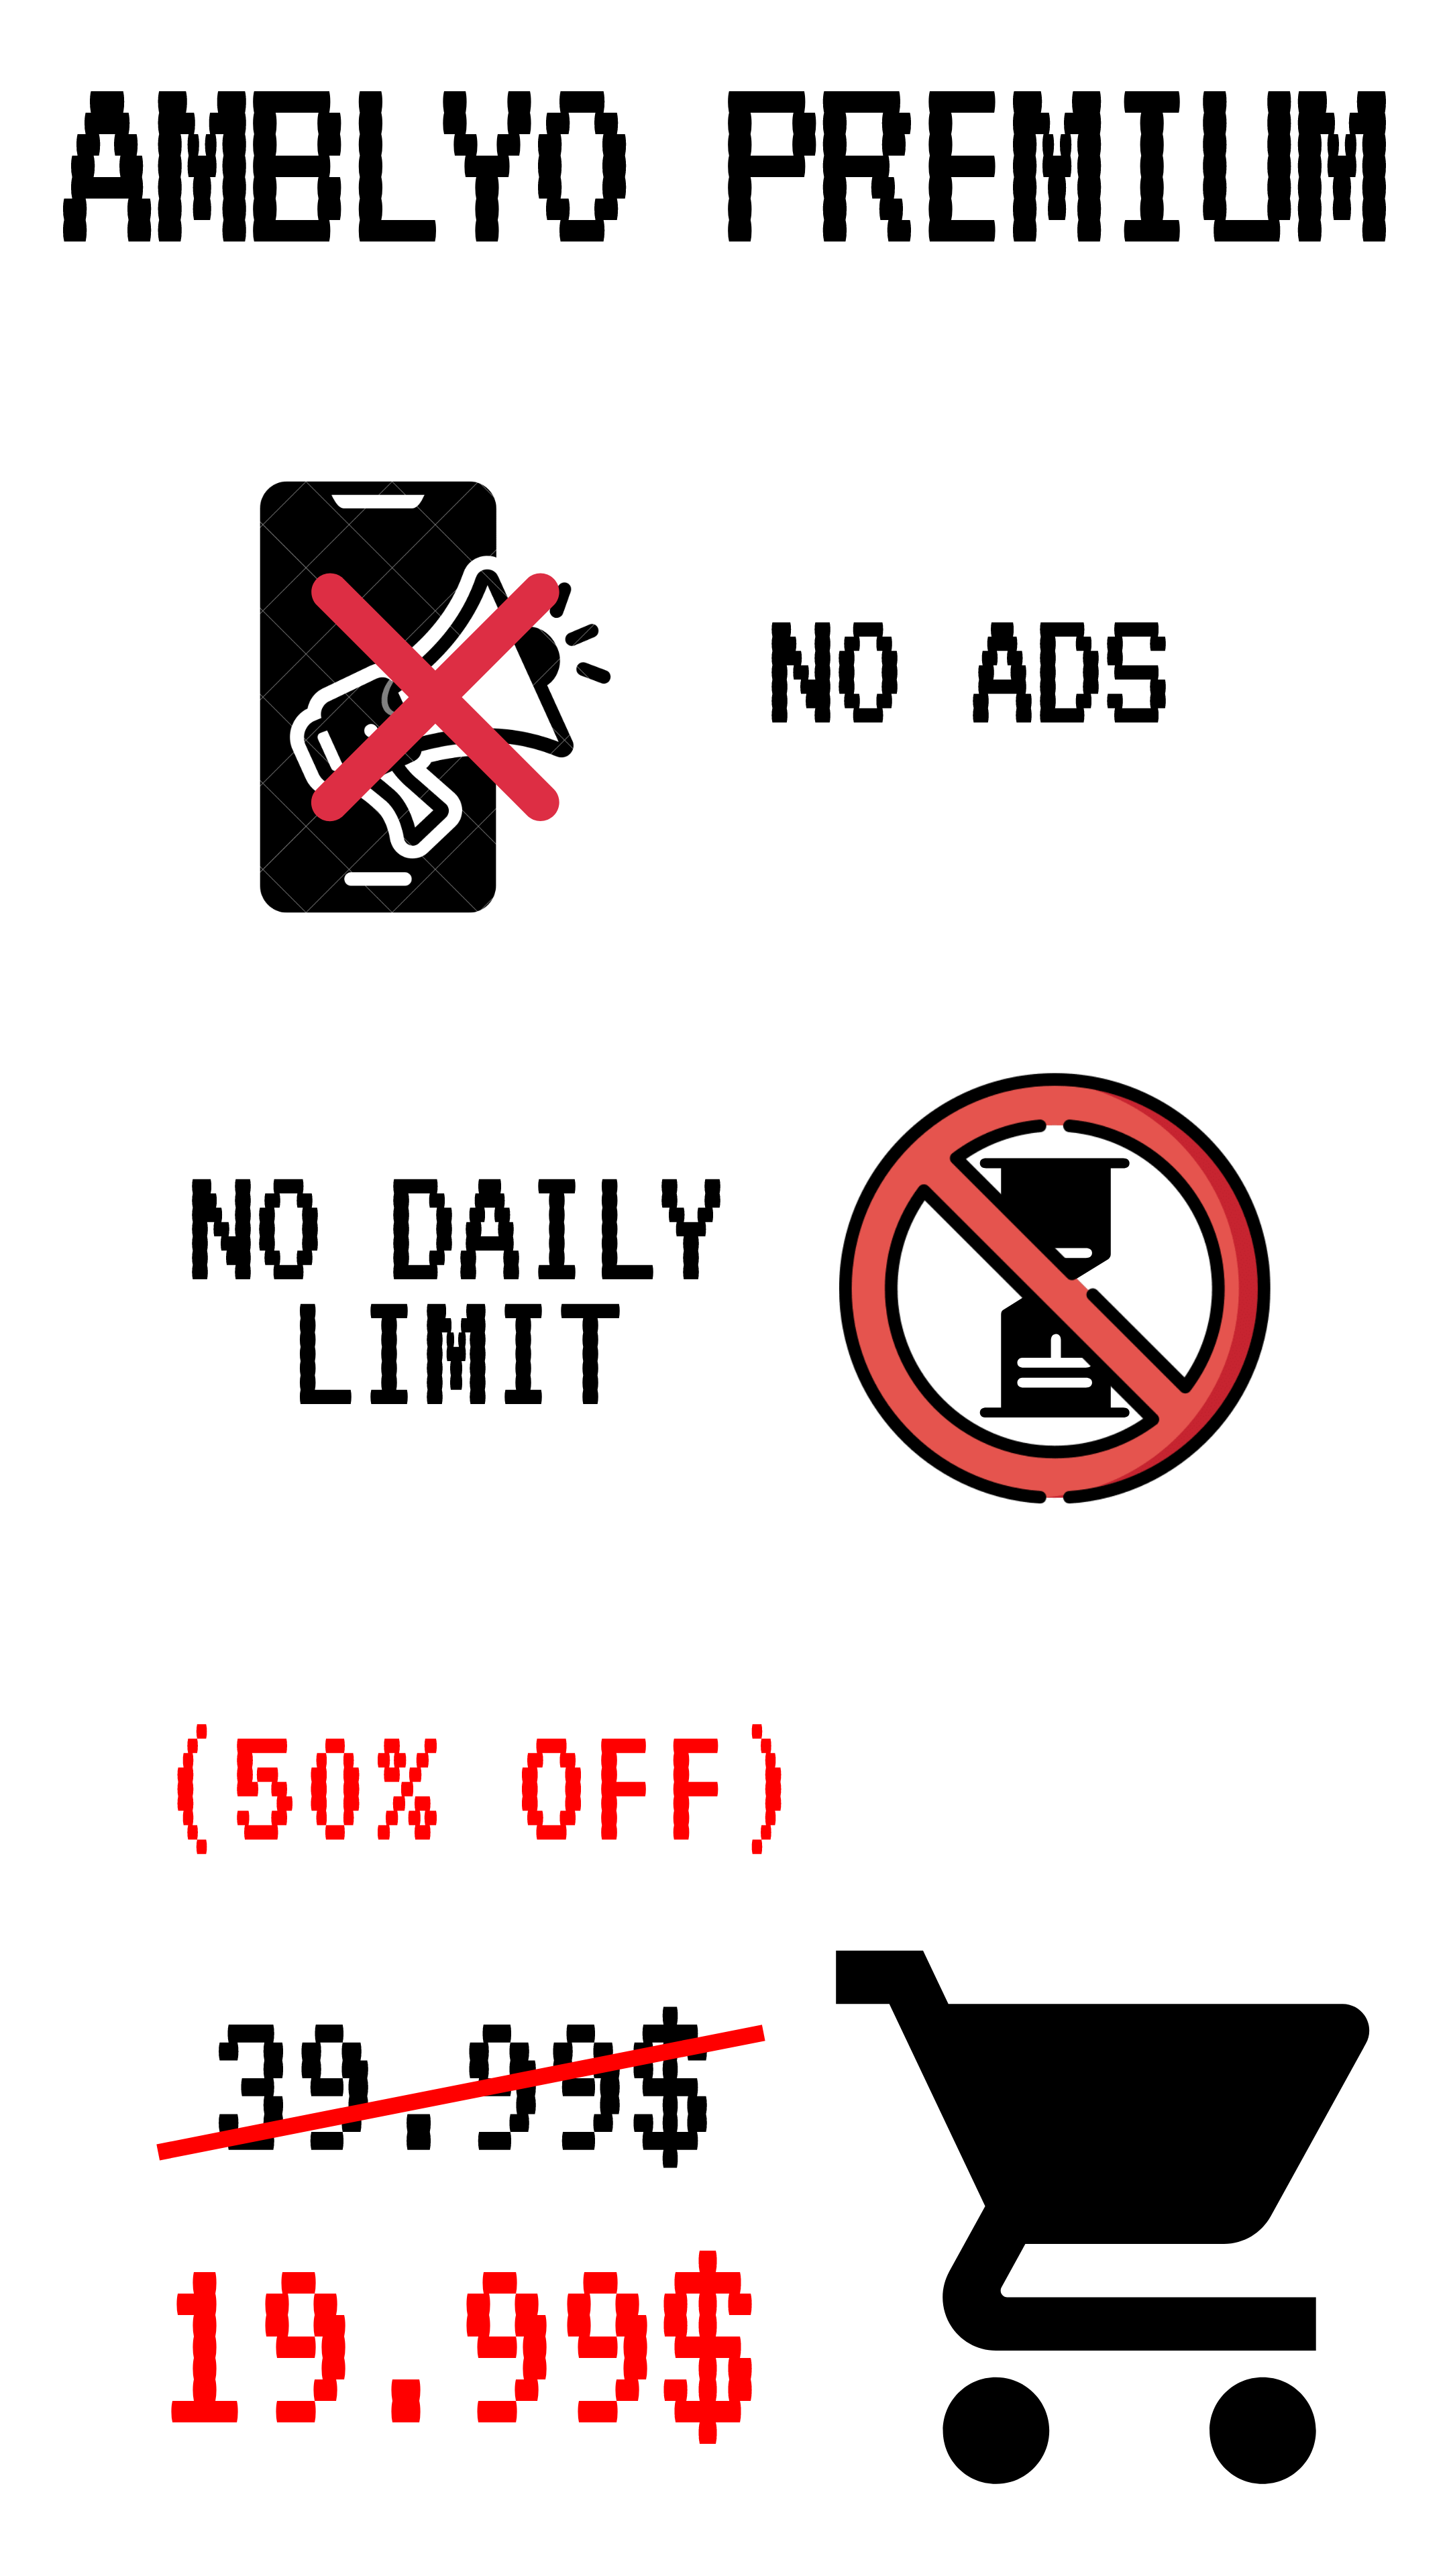 AMBLYO PREMIUM
NO ADS
NO DAILY
LIMIT
(50% OFF)
39.99$
19.99$